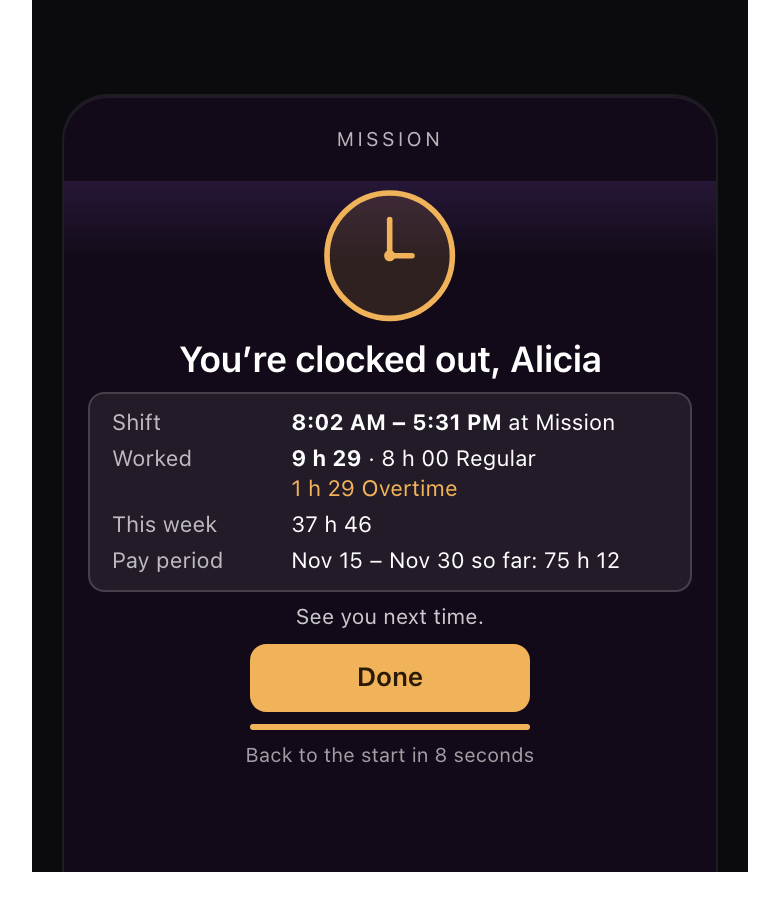 MISSION
You’re clocked out, Alicia
Shift 8:02 AM – 5:31 PM at Mission
Worked 9 h 29 · 8 h 00 Regular
1 h 29 Overtime
This week 37 h 46
Pay period Nov 15 – Nov 30 so far: 75 h 12
See you next time.
Done
Back to the start in 8 seconds